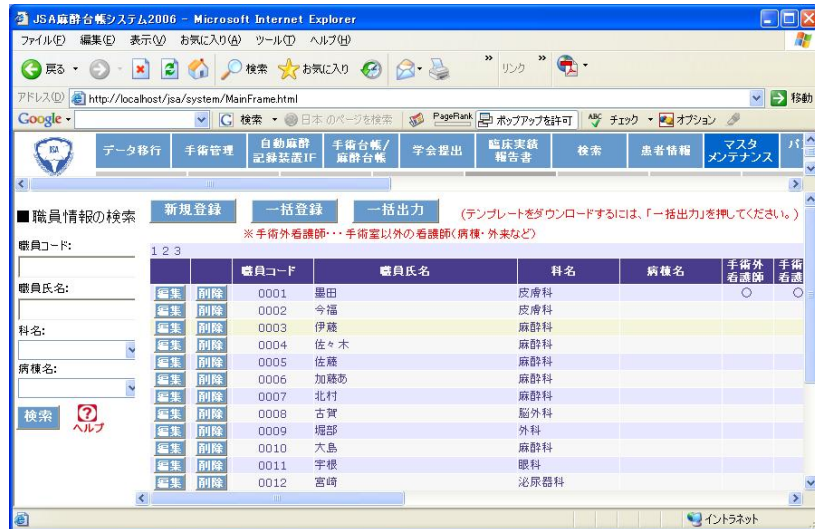 JSA麻酔台帳システム2006 - Microsoft Internet Explorer
ファイル(F) 編集(E) 表示(V) お気に入り(A) ツール(T) ヘルプ(H)
戻る 検索 お気に入り » リンク »
アドレス(D) http://localhost/jsa/system/MainFrame.html 移動
Google 検索 日本のページを検索 PageRank ポップアップを許可 ABC チェック オプション
JSA データ移行 手術管理 自動麻酔記録装置IF 手術台帳/麻酔台帳 学会提出 臨床実績報告書 検索 患者情報 マスタメンテナンス
■職員情報の検索 新規登録 一括登録 一括出力 (テンプレートをダウンロードするには、「一括出力」を押してください。)
※手術外看護師・・・手術室以外の看護師(病棟・外来など)
職員コード:
職員氏名:
科名:
病棟名:
検索 ヘルプ
1 2 3
職員コード 職員氏名 科名 病棟名 手術外看護師 手術看護
編集 削除 0001 墨田 皮膚科 ○ ○
編集 削除 0002 今福 皮膚科
編集 削除 0003 伊藤 麻酔科
編集 削除 0004 佐々木 麻酔科
編集 削除 0005 佐藤 麻酔科
編集 削除 0006 加藤あ 麻酔科
編集 削除 0007 北村 麻酔科
編集 削除 0008 古賀 脳外科
編集 削除 0009 堀部 外科
編集 削除 0010 大島 麻酔科
編集 削除 0011 宇根 眼科
編集 削除 0012 宮崎 泌尿器科
イントラネット